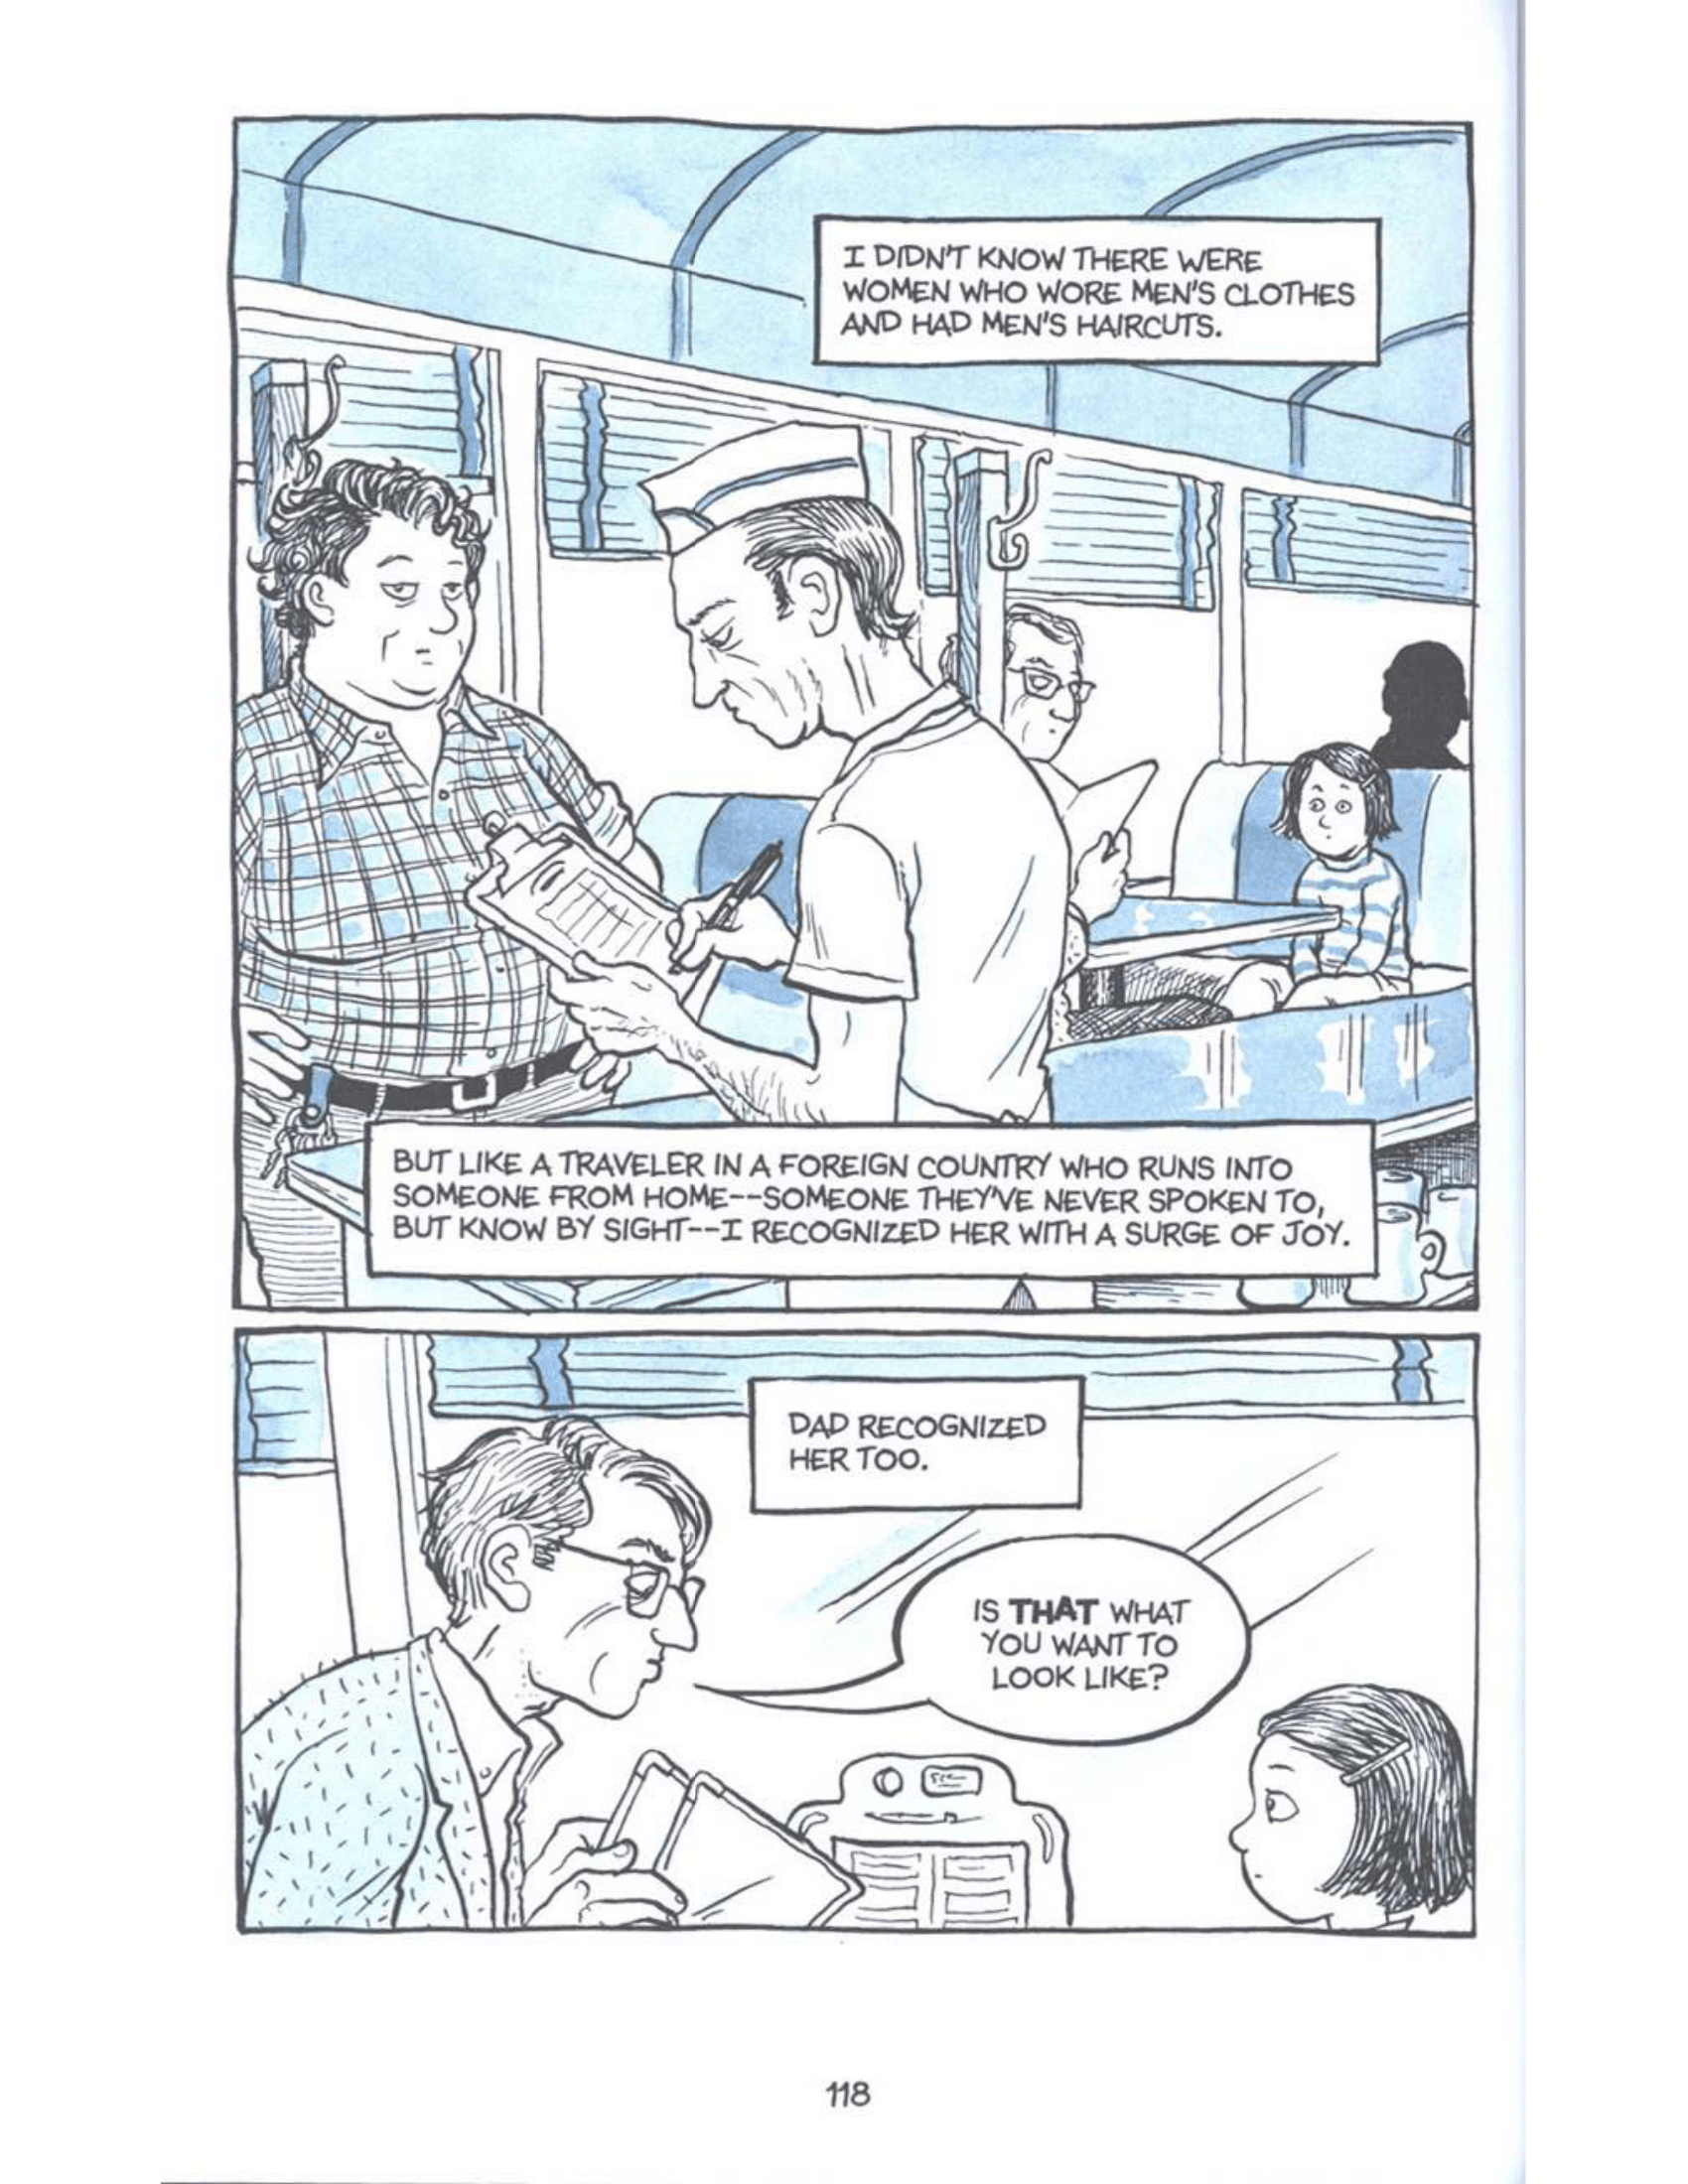 I DIDN'T KNOW THERE WERE
WOMEN WHO WORE MEN'S CLOTHES
AND HAD MEN'S HAIRCUTS.
BUT LIKE A TRAVELER IN A FOREIGN COUNTRY WHO RUNS INTO
SOMEONE FROM HOME--SOMEONE THEY'VE NEVER SPOKEN TO,
BUT KNOW BY SIGHT--I RECOGNIZED HER WITH A SURGE OF JOY.
DAD RECOGNIZED
HER TOO.
IS THAT WHAT
YOU WANT TO
LOOK LIKE?
118